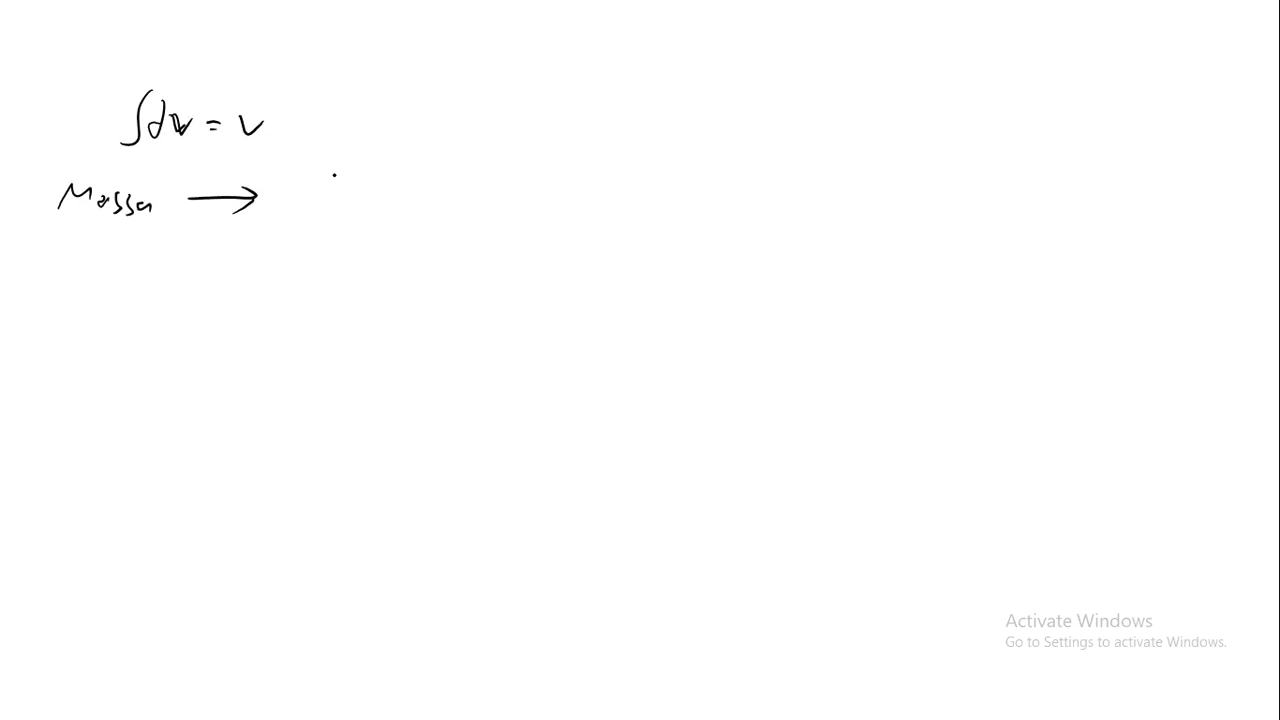 ∫dv = v
Massa →
Activate Windows
Go to Settings to activate Windows.